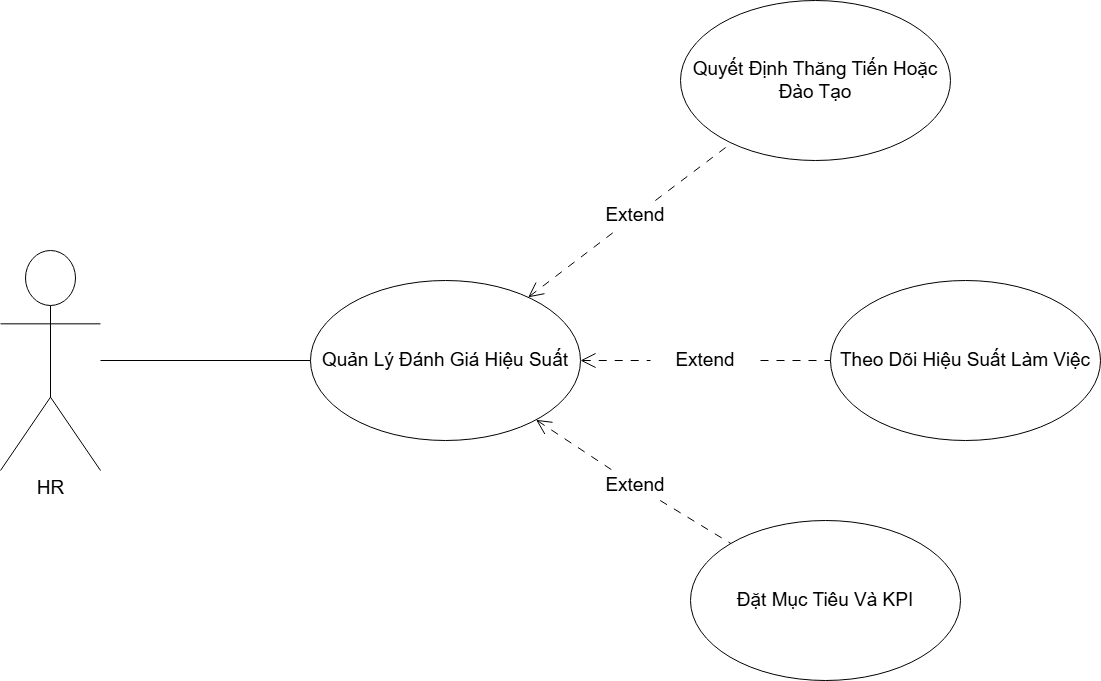 Quyết Định Thăng Tiến Hoặc
Đào Tạo
Extend
Quản Lý Đánh Giá Hiệu Suất
Extend
Theo Dõi Hiệu Suất Làm Việc
Extend
HR
Đặt Mục Tiêu Và KPI